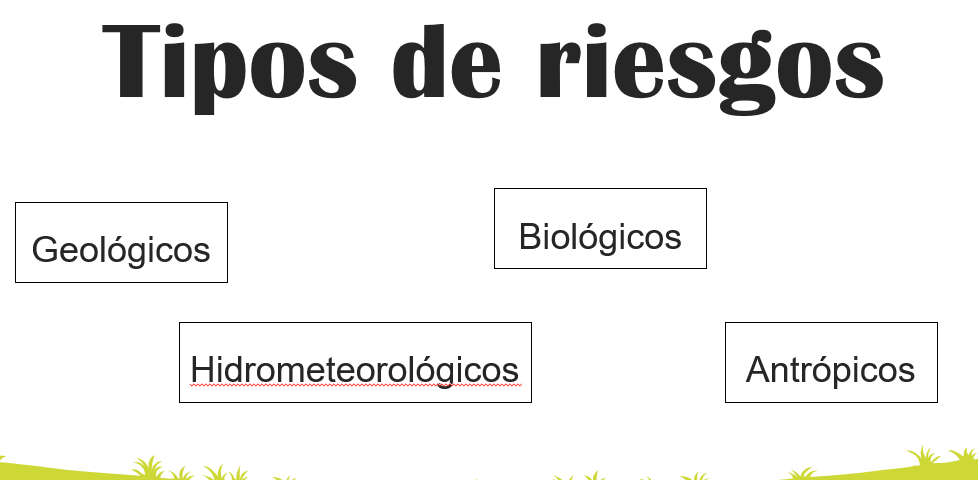 Tipos de riesgos
Geológicos
Biológicos
Hidrometeorológicos
Antrópicos